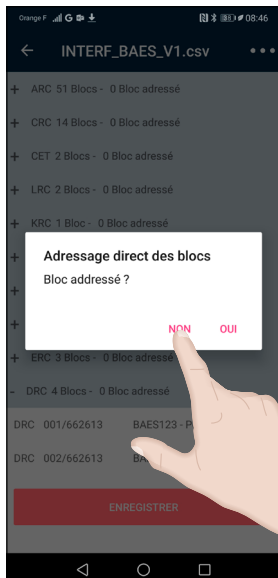 Orange F 08:46
INTERF_BAES_V1.csv
+ ARC 51 Blocs - 0 Bloc adressé
+ CRC 14 Blocs - 0 Bloc adressé
+ CET 2 Blocs - 0 Bloc adressé
+ LRC 2 Blocs - 0 Bloc adressé
+ KRC 1 Bloc - 0 Bloc adressé
+
Adressage direct des blocs
+
Bloc addressé ?
+
NON OUI
+ ERC 3 Blocs - 0 Bloc adressé
- DRC 4 Blocs - 0 Bloc adressé
DRC 001/662613 BAES123 - P
DRC 002/662613
ENREGISTRER